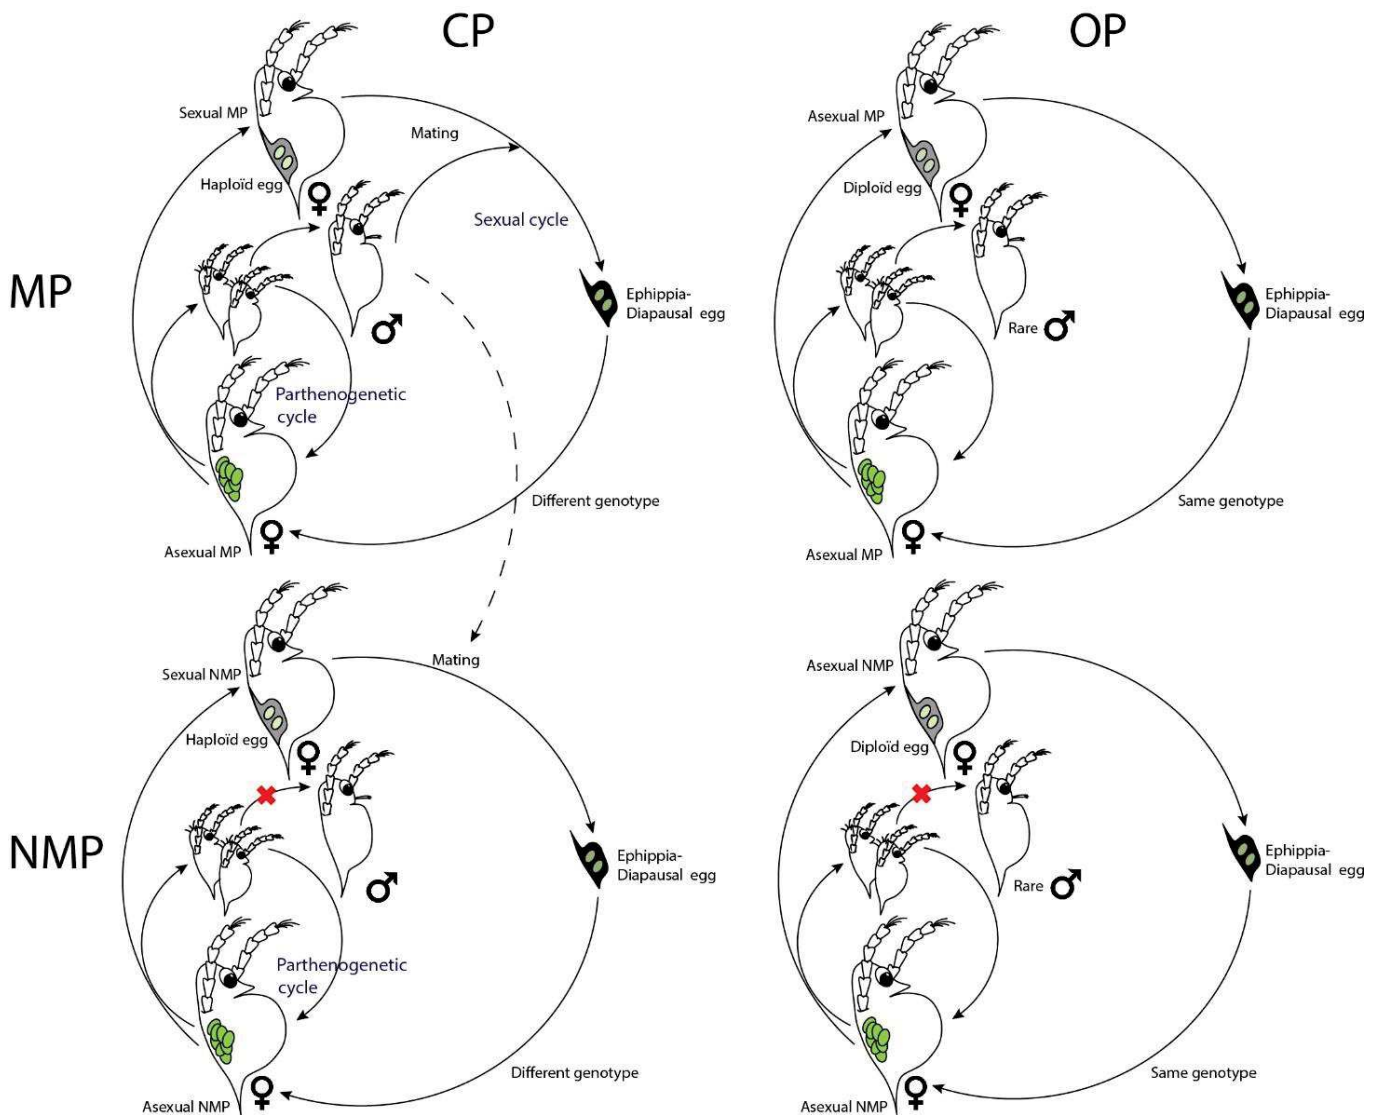 CP
OP
MP
Sexual MP
Mating
Haploïd egg
Sexual cycle
Ephippia-
Diapausal egg
Parthenogenetic
cycle
Different genotype
Asexual MP
Asexual MP
Diploïd egg
Rare
Ephippia-
Diapausal egg
Same genotype
Asexual MP
NMP
Sexual NMP
Mating
Haploïd egg
Ephippia-
Diapausal egg
Parthenogenetic
cycle
Different genotype
Asexual NMP
Asexual NMP
Diploïd egg
Rare
Ephippia-
Diapausal egg
Same genotype
Asexual NMP